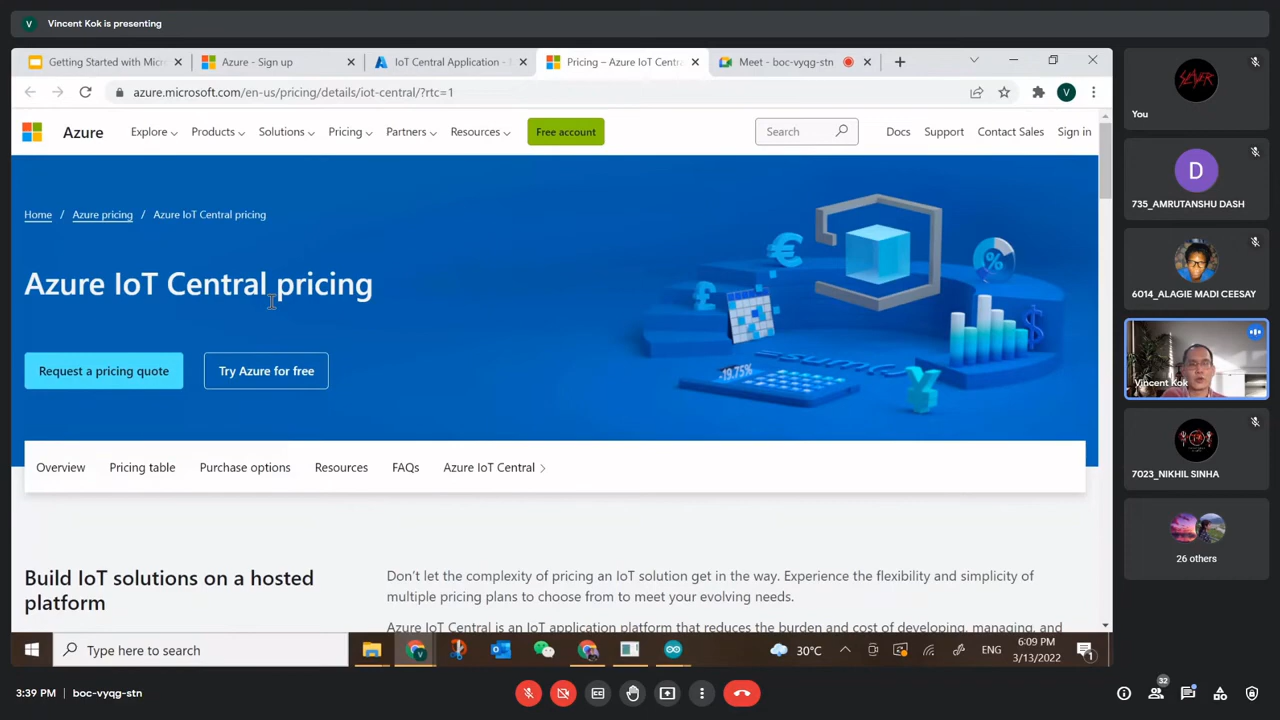 V
Vincent Kok is presenting
Getting Started with Micr
Azure - Sign up
IoT Central Application -
Pricing – Azure IoT Centr
Meet - boc-vyqg-stn
azure.microsoft.com/en-us/pricing/details/iot-central/?rtc=1
V
Azure
Explore
Products
Solutions
Pricing
Partners
Resources
Free account
Search
Docs
Support
Contact Sales
Sign in
Home / Azure pricing / Azure IoT Central pricing
Azure IoT Central pricing
Request a pricing quote
Try Azure for free
-19.75%
Overview
Pricing table
Purchase options
Resources
FAQs
Azure IoT Central
Build IoT solutions on a hosted
platform
Don't let the complexity of pricing an IoT solution get in the way. Experience the flexibility and simplicity of
multiple pricing plans to choose from to meet your evolving needs.
Azure IoT Central is an IoT application platform that reduces the burden and cost of developing, managing, and
Type here to search
30°C
ENG
6:09 PM
3/13/2022
1
You
D
735_AMRUTANSHU DASH
6014_ALAGIE MADI CEESAY
Vincent Kok
7023_NIKHIL SINHA
26 others
3:39 PM
boc-vyqg-stn
32